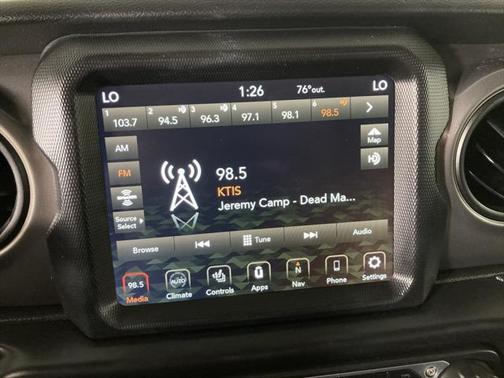 LO 1:26 76°out. LO
1 103.7 2 94.5 3 96.3 4 97.1 5 98.1 6 98.5
AM
FM
Source Select
98.5
KTIS
Jeremy Camp - Dead Ma...
Map
Browse Tune Audio
98.5 AUTO N
Media Climate Controls Apps Nav Phone Settings